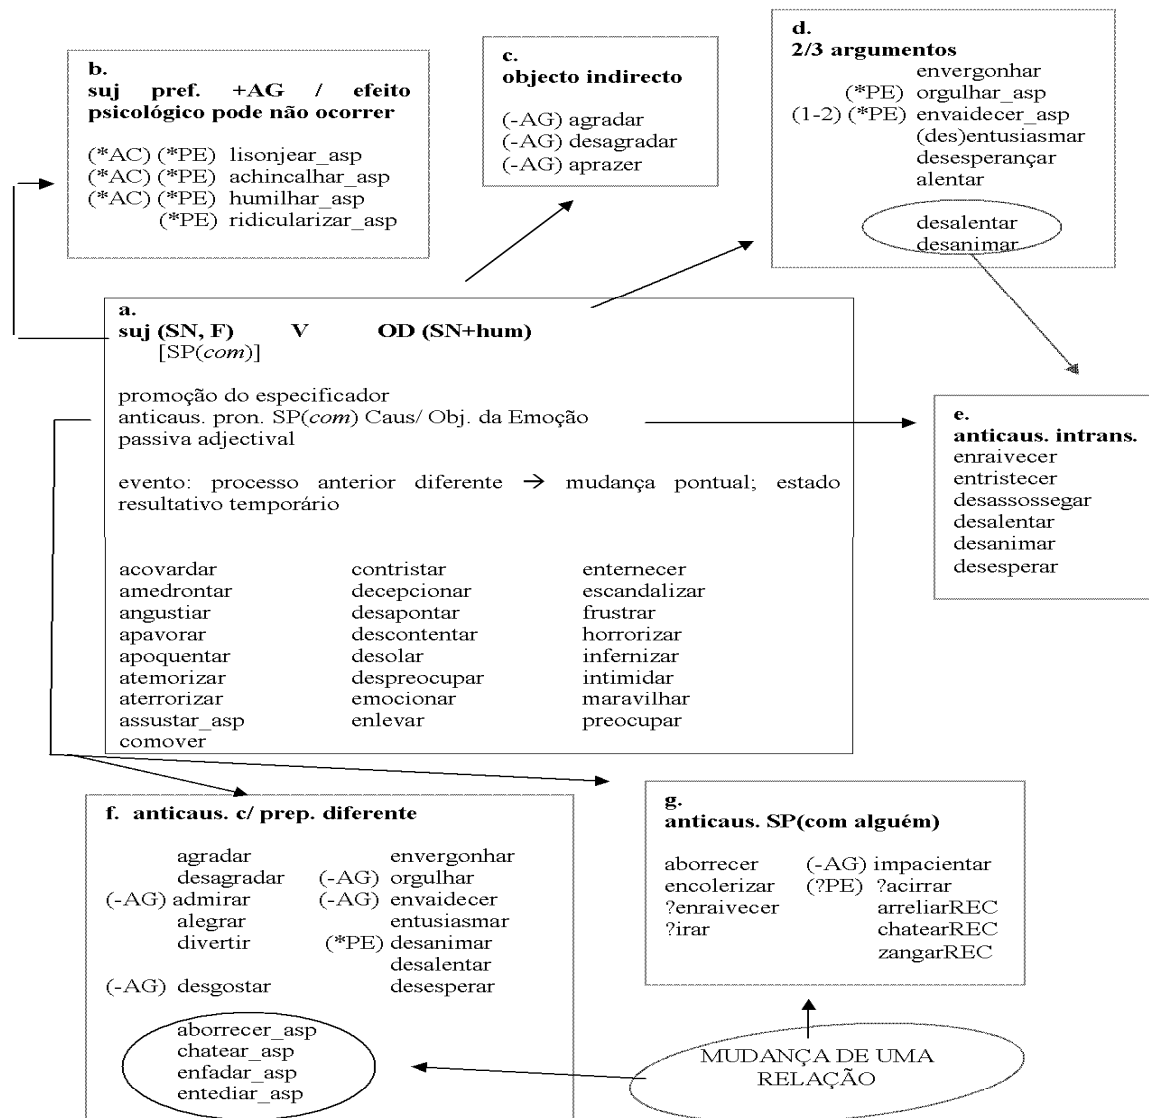 b.
suj pref. +AG / efeito
psicológico pode não ocorrer
(*AC) (*PE) lisonjear_asp
(*AC) (*PE) achincalhar_asp
(*AC) (*PE) humilhar_asp
(*PE) ridicularizar_asp
c.
objecto indirecto
(-AG) agradar
(-AG) desagradar
(-AG) aprazer
d.
2/3 argumentos
envergonhar
(*PE) orgulhar_asp
(1-2) (*PE) envaidecer_asp
(des)entusiasmar
desesperançar
alentar
desalentar
desanimar
a.
suj (SN, F) V OD (SN+hum)
[SP(com)]
promoção do especificador
anticaus. pron. SP(com) Caus/ Obj. da Emoção
passiva adjectival
evento: processo anterior diferente → mudança pontual; estado
resultativo temporário
acovardar contristar enternecer
amedrontar decepcionar escandalizar
angustiar desapontar frustrar
apavorar descontentar horrorizar
apoquentar desolar infernizar
atemorizar despreocupar intimidar
aterrorizar emocionar maravilhar
assustar_asp enlevar preocupar
comover
e.
anticaus. intrans.
enraivecer
entristecer
desassossegar
desalentar
desanimar
desesperar
f. anticaus. c/ prep. diferente
agradar envergonhar
desagradar (-AG) orgulhar
(-AG) admirar (-AG) envaidecer
alegrar entusiasmar
divertir (*PE) desanimar
desalentar
(-AG) desgostar desesperar
aborrecer_asp
chatear_asp
enfadar_asp
entediar_asp
g.
anticaus. SP(com alguém)
aborrecer (-AG) impacientar
encolerizar (?PE) ?acirrar
?enraivecer arreliarREC
?irar chatearREC
zangarREC
MUDANÇA DE UMA
RELAÇÃO